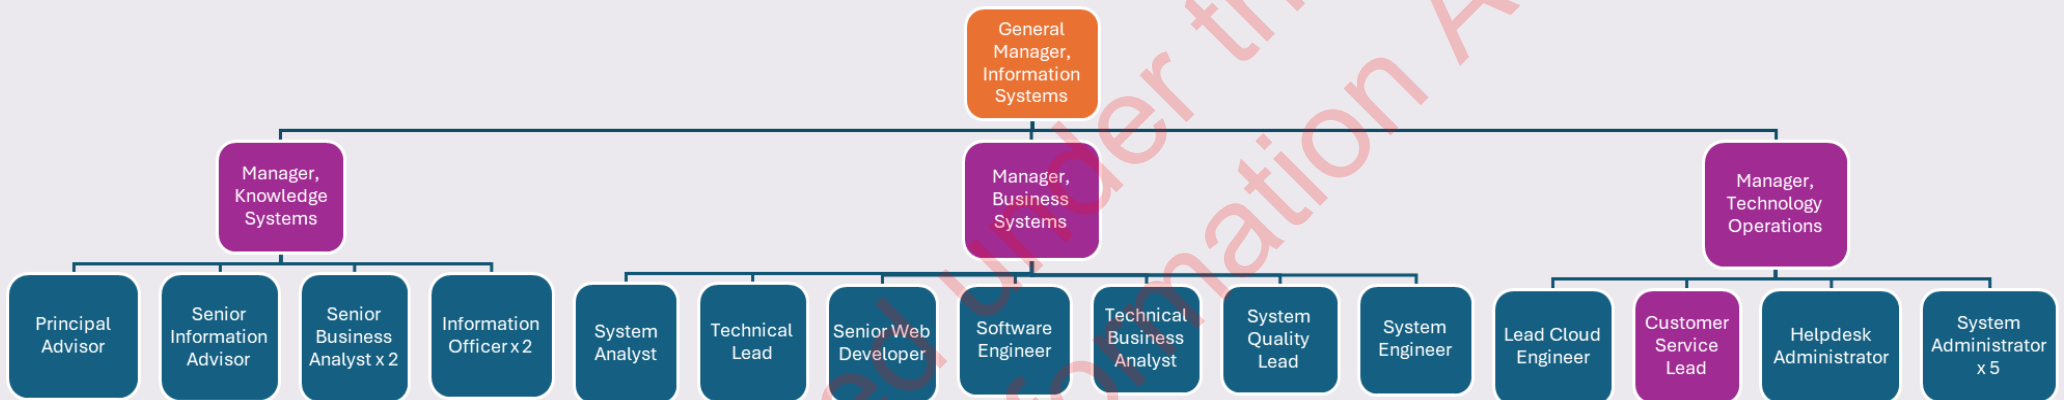 General
Manager,
Information
Systems
Manager,
Knowledge
Systems
Manager,
Business
Systems
Manager,
Technology
Operations
Principal
Advisor
Senior
Information
Advisor
Senior
Business
Analyst x 2
Information
Officer x 2
System
Analyst
Technical
Lead
Senior Web
Developer
Software
Engineer
Technical
Business
Analyst
System
Quality
Lead
System
Engineer
Lead Cloud
Engineer
Customer
Service
Lead
Helpdesk
Administrator
System
Administrator
x 5
under